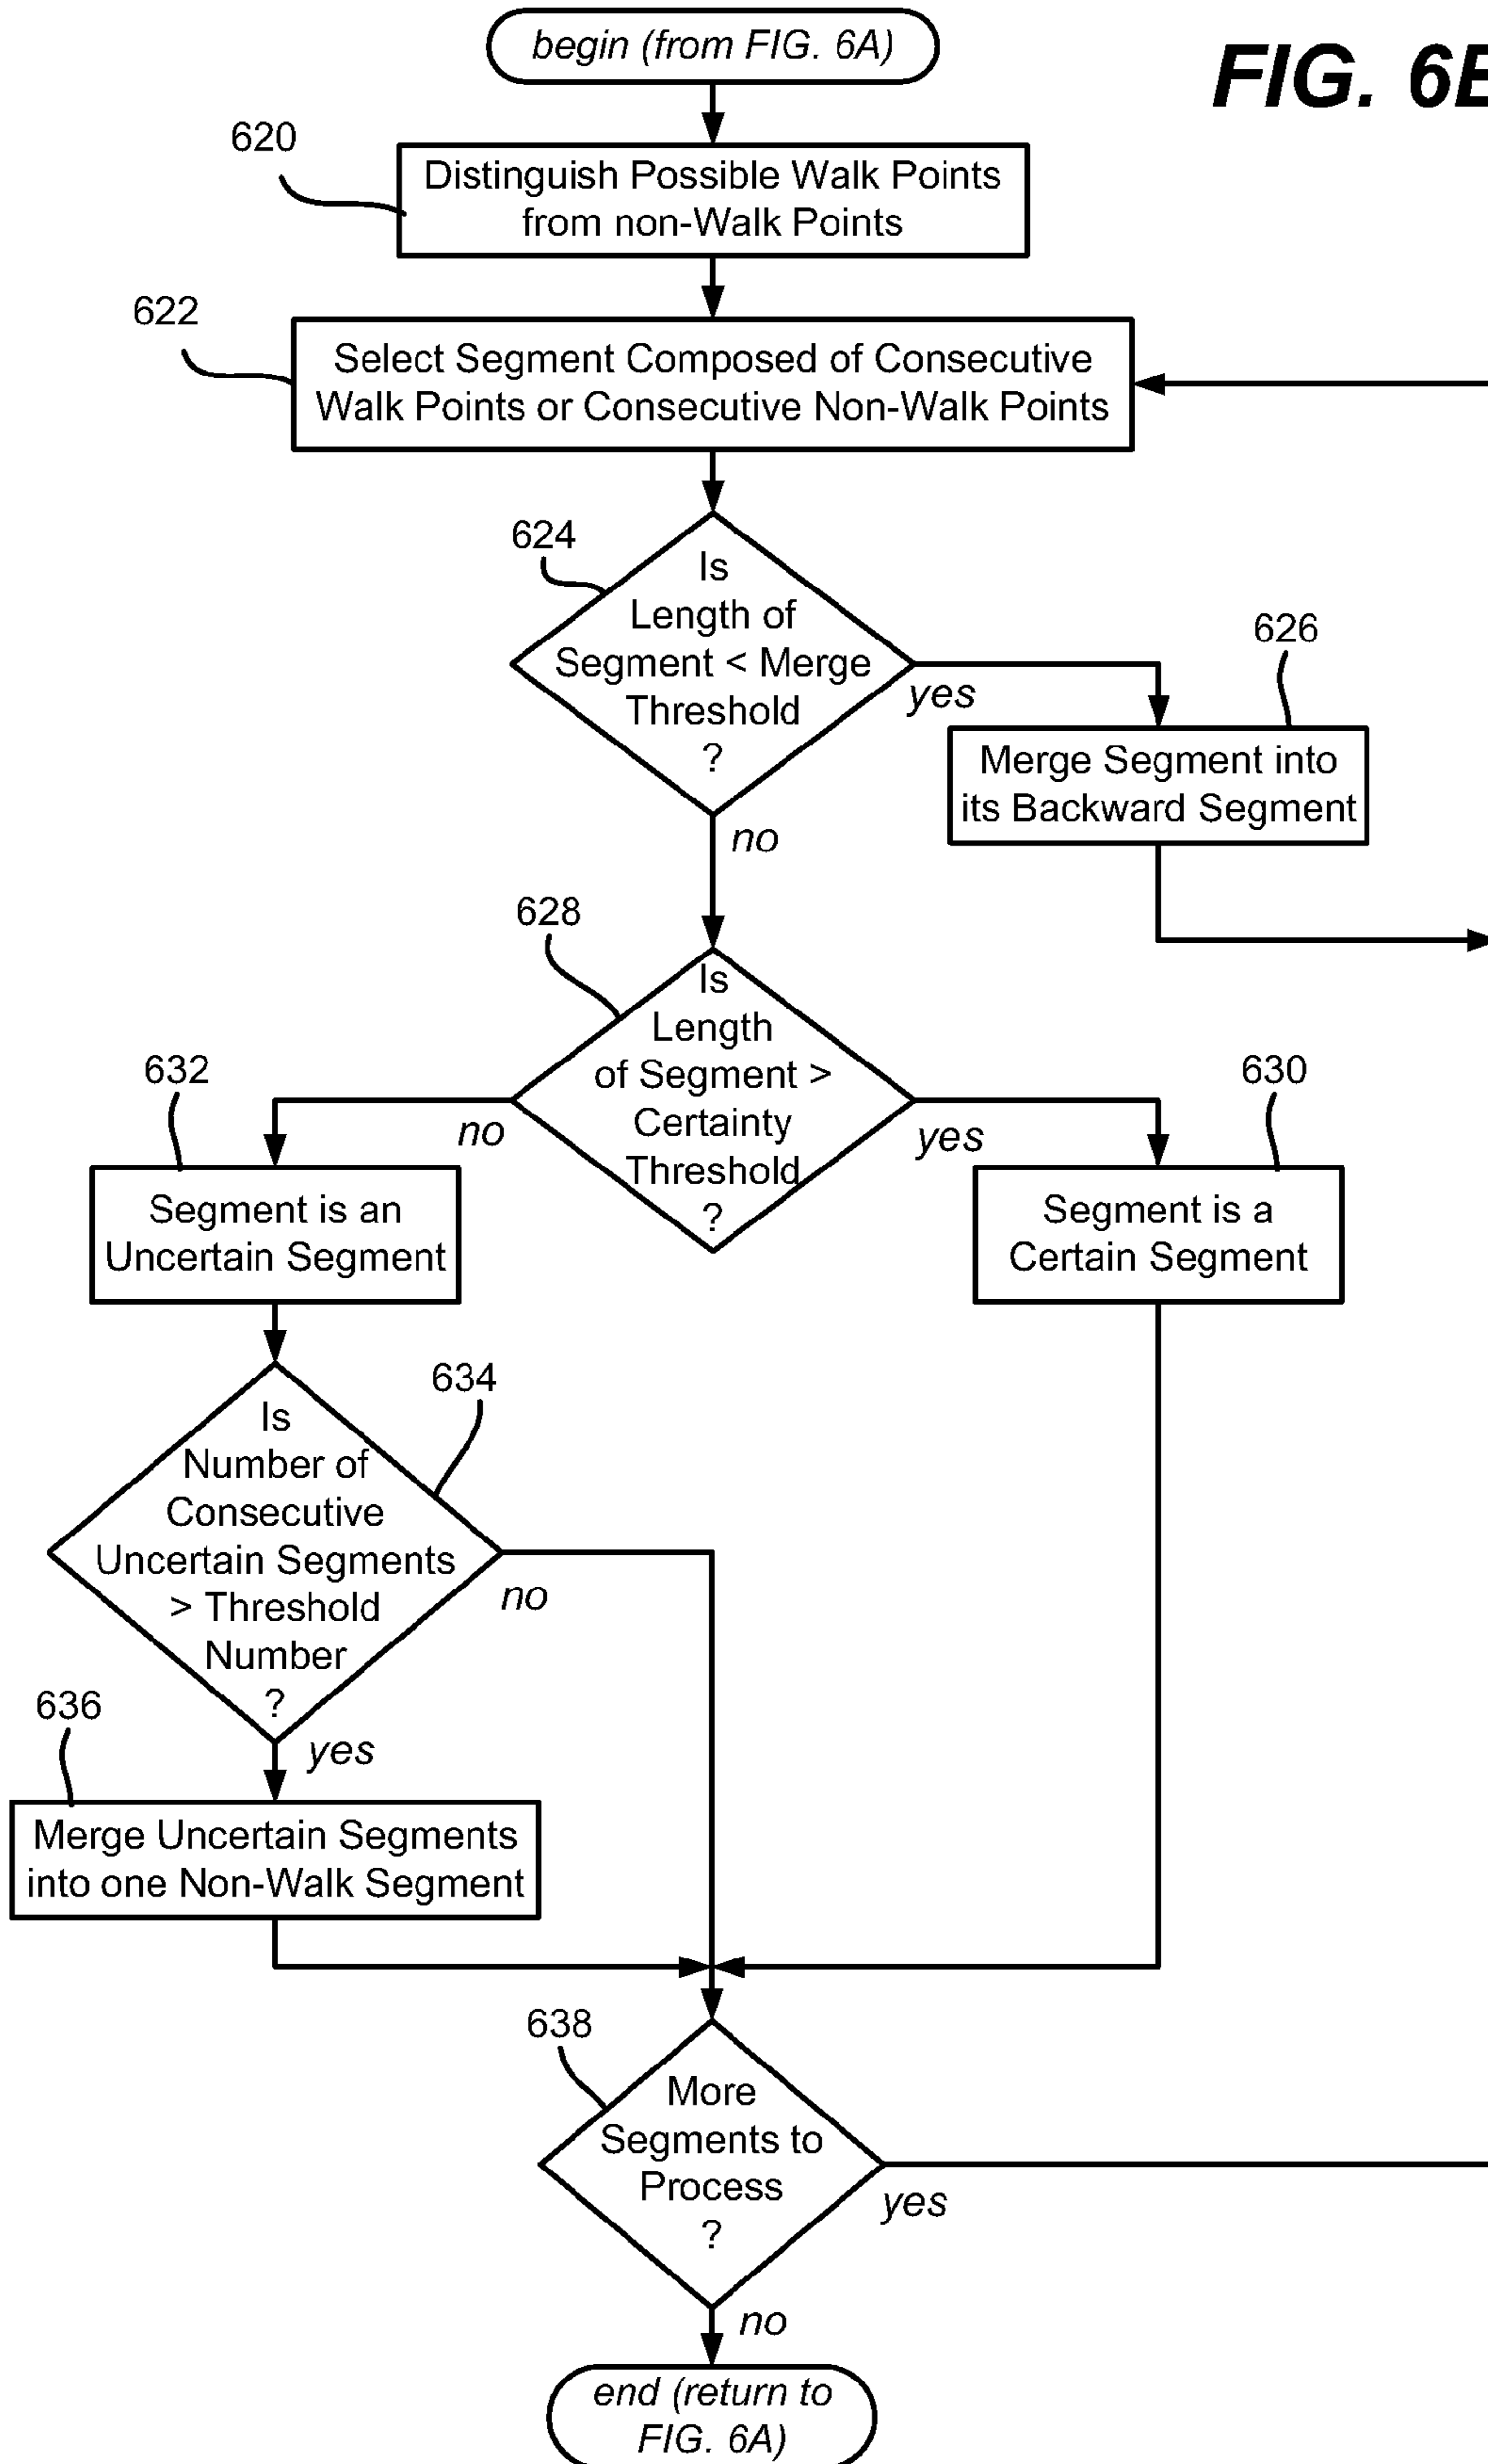 begin (from FIG. 6A)
FIG. 6B
620
Distinguish Possible Walk Points
from non-Walk Points
622
Select Segment Composed of Consecutive
Walk Points or Consecutive Non-Walk Points
624
Is
Length of
Segment < Merge
Threshold
?
yes
no
626
Merge Segment into
its Backward Segment
628
Is
Length
of Segment >
Certainty
Threshold
?
no
yes
632
Segment is an
Uncertain Segment
630
Segment is a
Certain Segment
634
Is
Number of
Consecutive
Uncertain Segments
> Threshold
Number
?
no
yes
636
Merge Uncertain Segments
into one Non-Walk Segment
638
More
Segments to
Process
?
yes
no
end (return to
FIG. 6A)